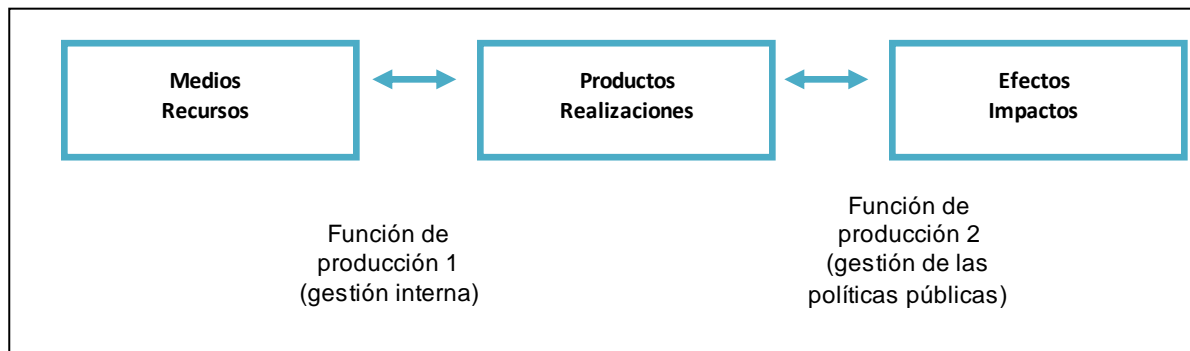 Medios
Recursos
Productos
Realizaciones
Efectos
Impactos
Función de
producción 1
(gestión interna)
Función de
producción 2
(gestión de las
políticas públicas)